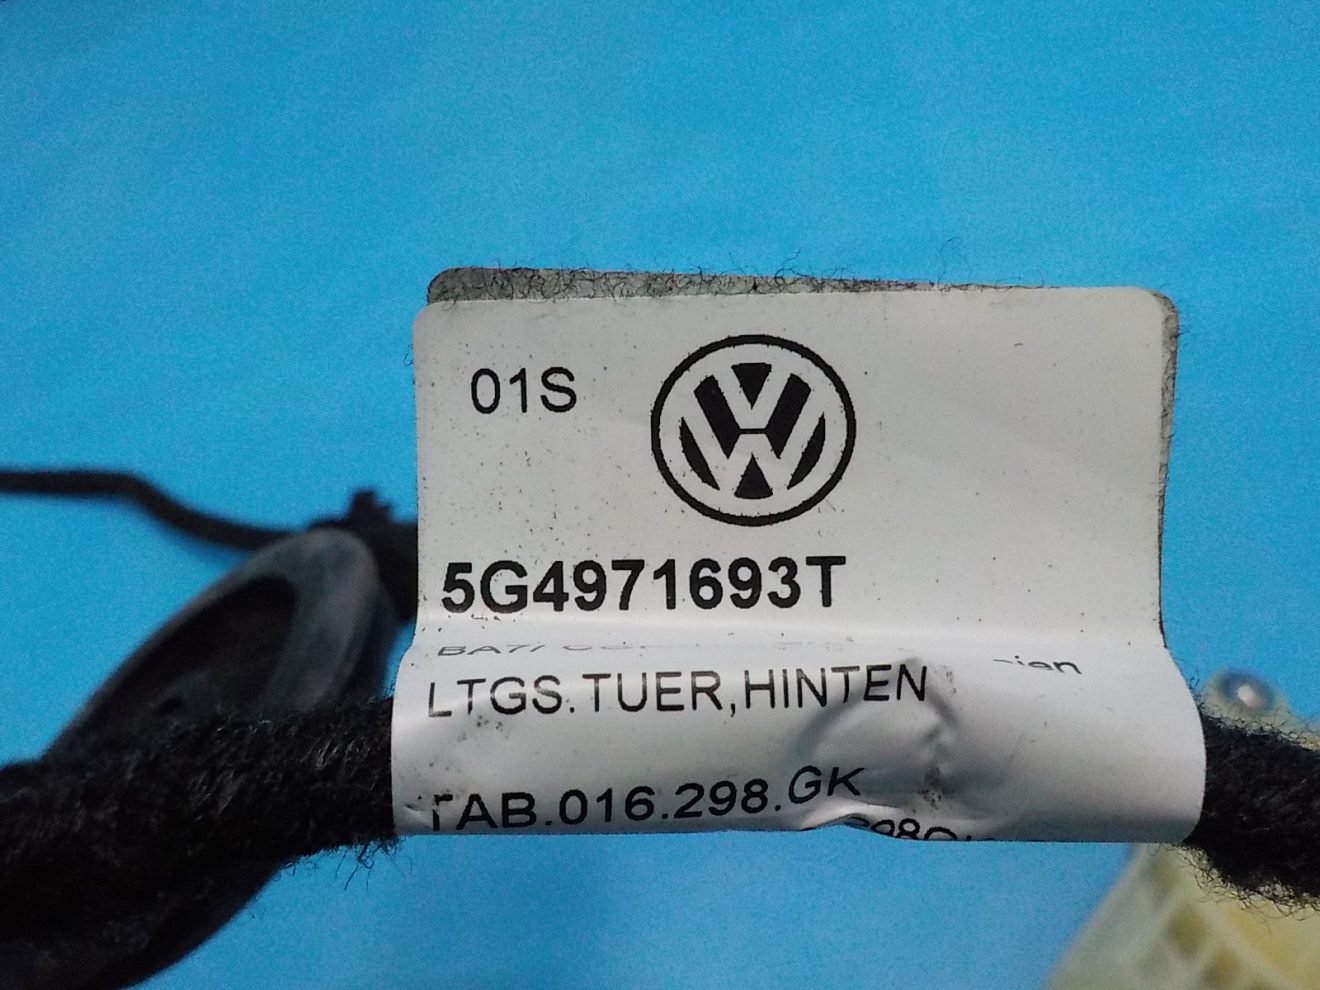 01S
5G4971693T
LTGS.TUER,HINTEN
TAB.016.298.GK